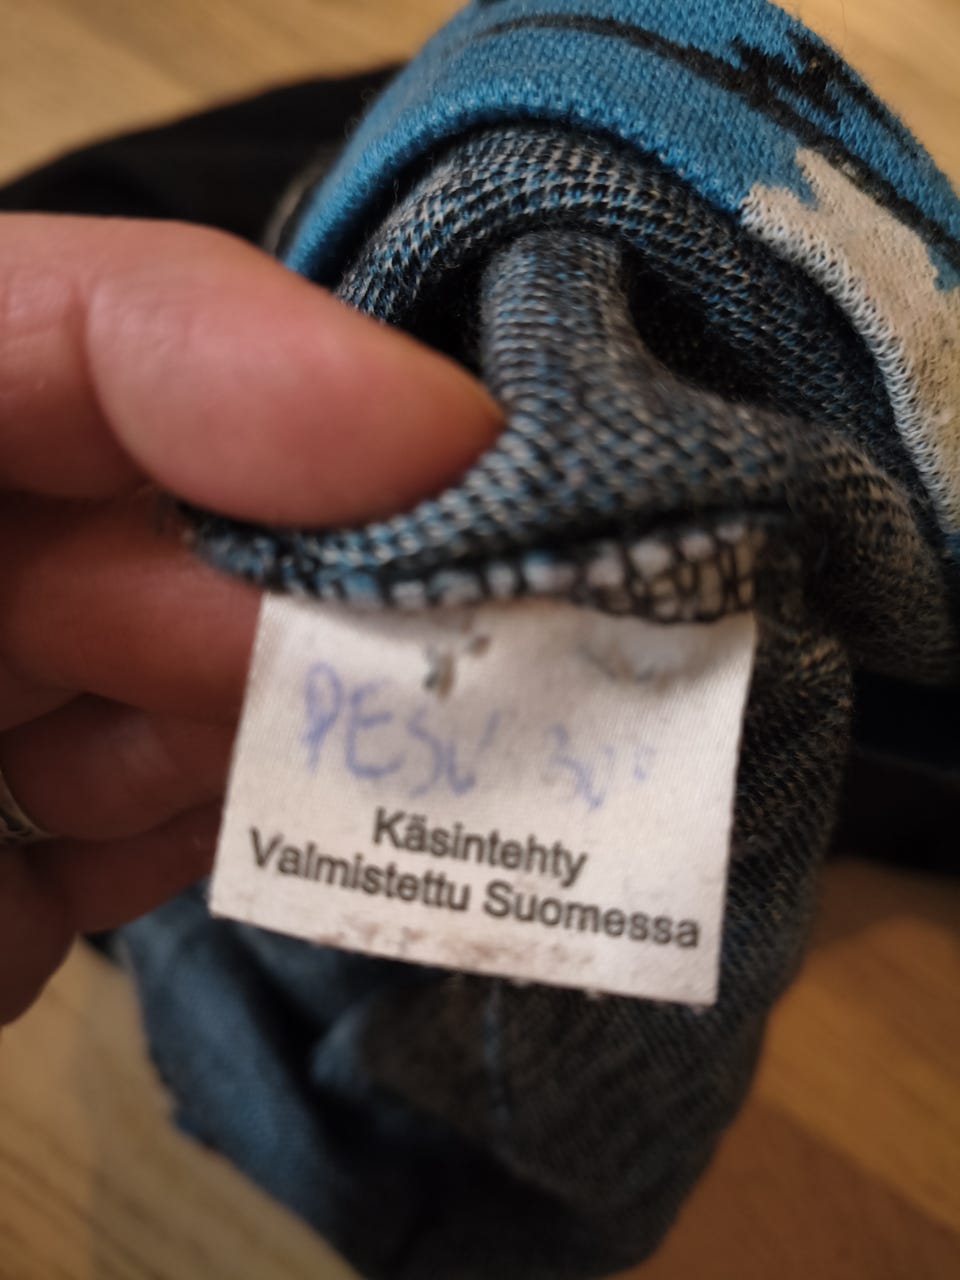 PESU 30°
Käsintehty
Valmistettu Suomessa